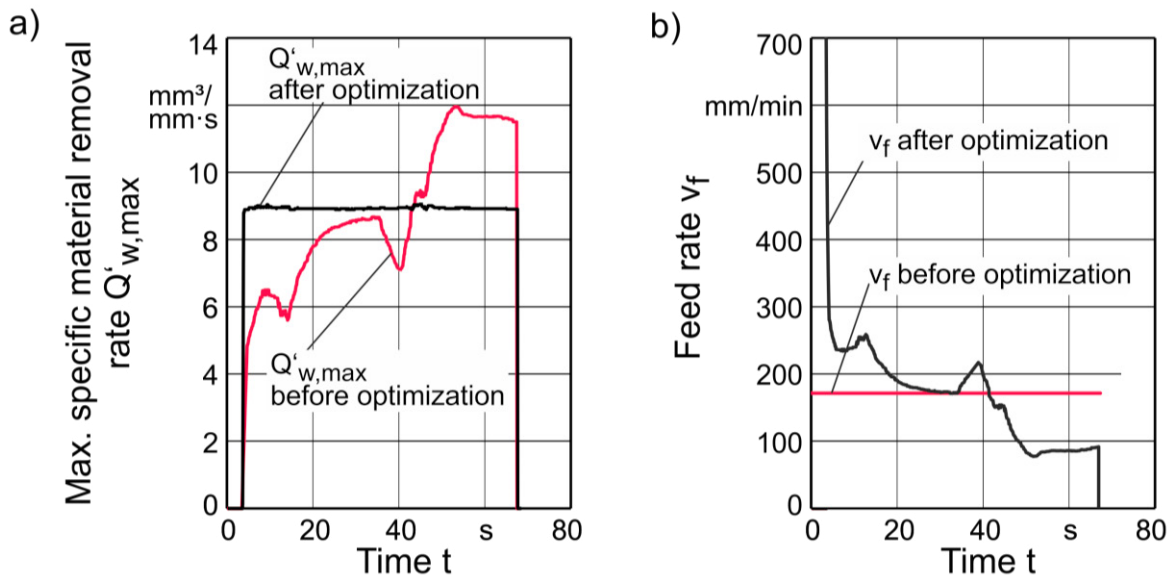 a)
Max. specific material removal
rate Q‘w,max
14
mm³/
mm·s
10
8
6
4
2
0
Q‘w,max
after optimization
Q‘w,max
before optimization
0 20 40 s 80
Time t
b)
Feed rate vf
700
mm/min
500
400
300
200
100
0
vf after optimization
vf before optimization
0 20 40 s 80
Time t